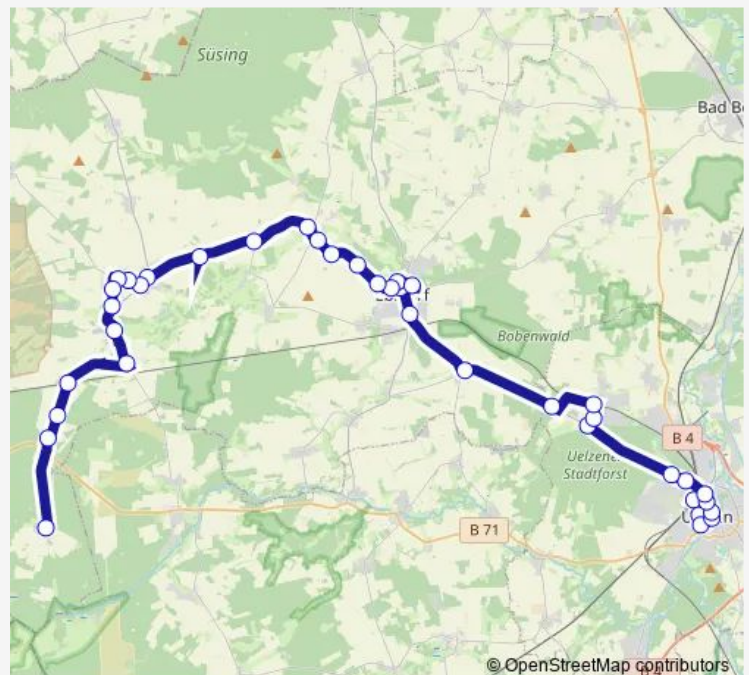 Süsing
Bad Be
Bobenwald
B 4
Uelzener
Stadtforst
B 71
© OpenStreetMap contributors